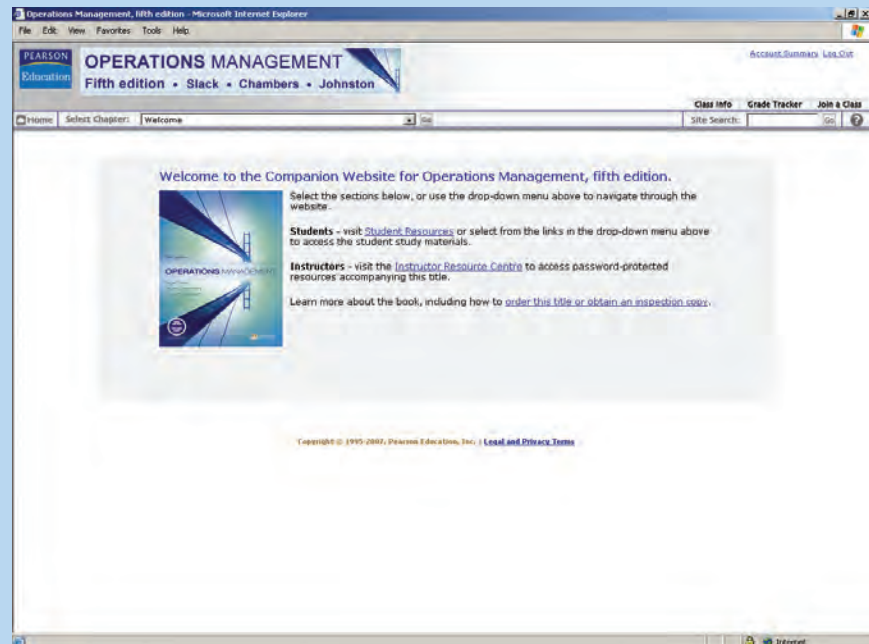 Operations Management, fifth edition - Microsoft Internet Explorer
File Edit View Favorites Tools Help
PEARSON
Education
OPERATIONS MANAGEMENT
Fifth edition • Slack • Chambers • Johnston
Account Summary Log Out
Class Info Grade Tracker Join a Class
Home Select Chapter: Welcome Go Site Search: Go ?
Welcome to the Companion Website for Operations Management, fifth edition.
Select the sections below, or use the drop-down menu above to navigate through the
website.
Students - visit Student Resources or select from the links in the drop-down menu above
to access the student study materials.
Instructors - visit the Instructor Resource Centre to access password-protected
resources accompanying this title.
Learn more about the book, including how to order this title or obtain an inspection copy.
OPERATIONS MANAGEMENT
Copyright © 1995-2007, Pearson Education, Inc. | Legal and Privacy Terms
Internet